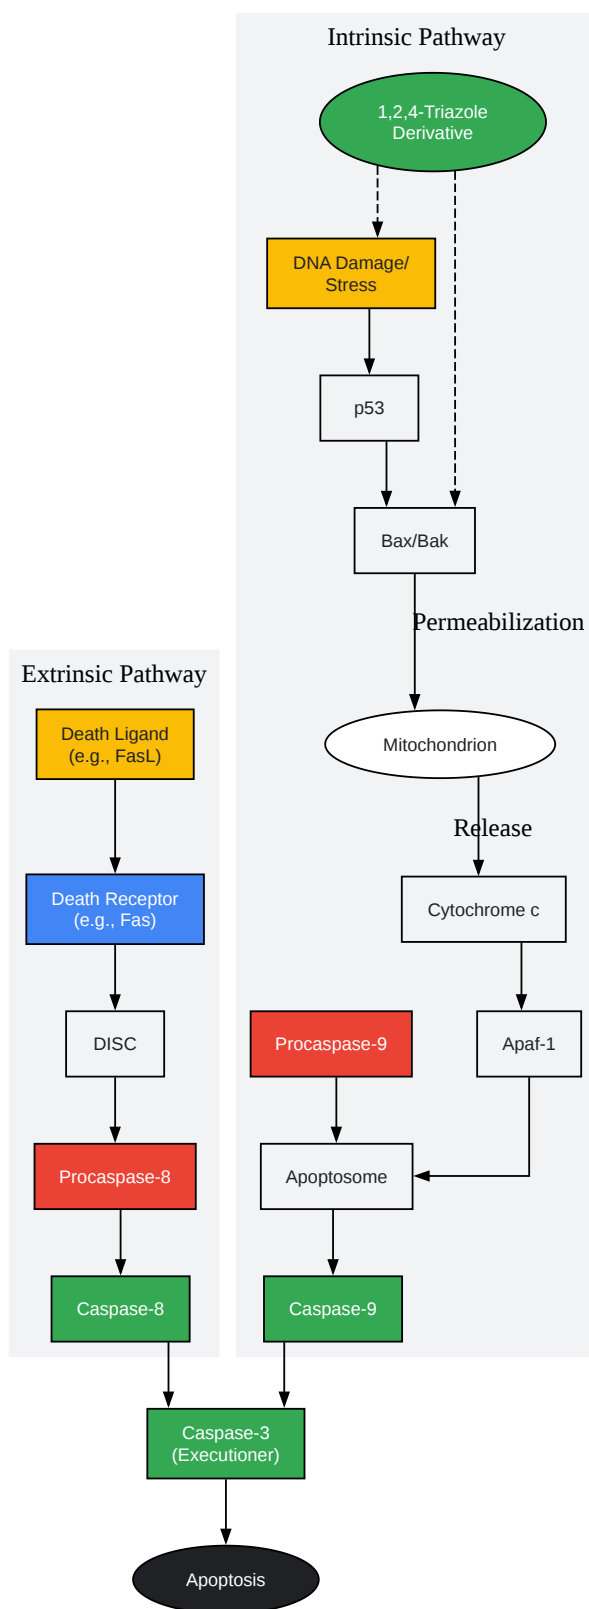 Intrinsic Pathway
1,2,4-Triazole
Derivative
DNA Damage/
Stress
p53
Bax/Bak
Permeabilization
Mitochondrion
Release
Cytochrome c
Apaf-1
Procaspase-9
Apoptosome
Caspase-9
Extrinsic Pathway
Death Ligand
(e.g., FasL)
Death Receptor
(e.g., Fas)
DISC
Procaspase-8
Caspase-8
Caspase-3
(Executioner)
Apoptosis